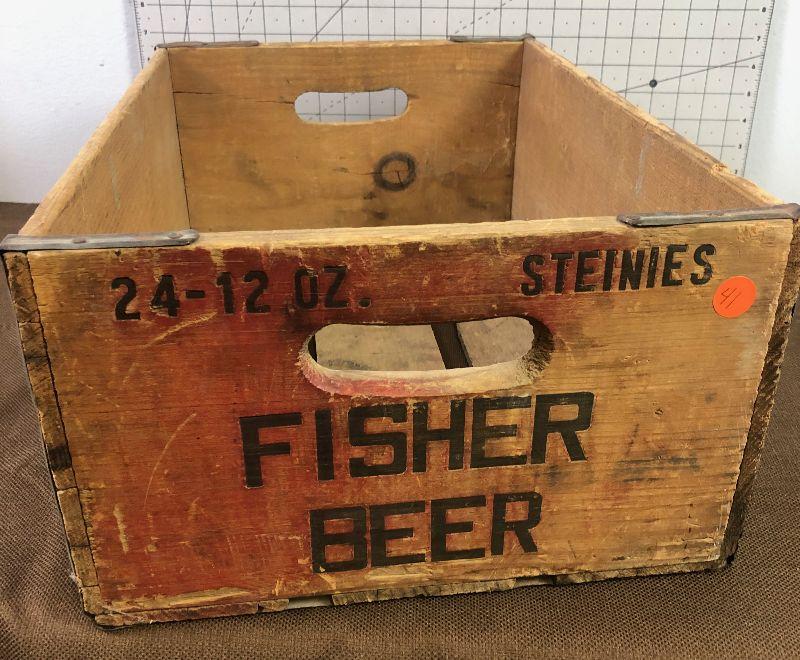 24-12 OZ. STEINIES
41
FISHER
BEER